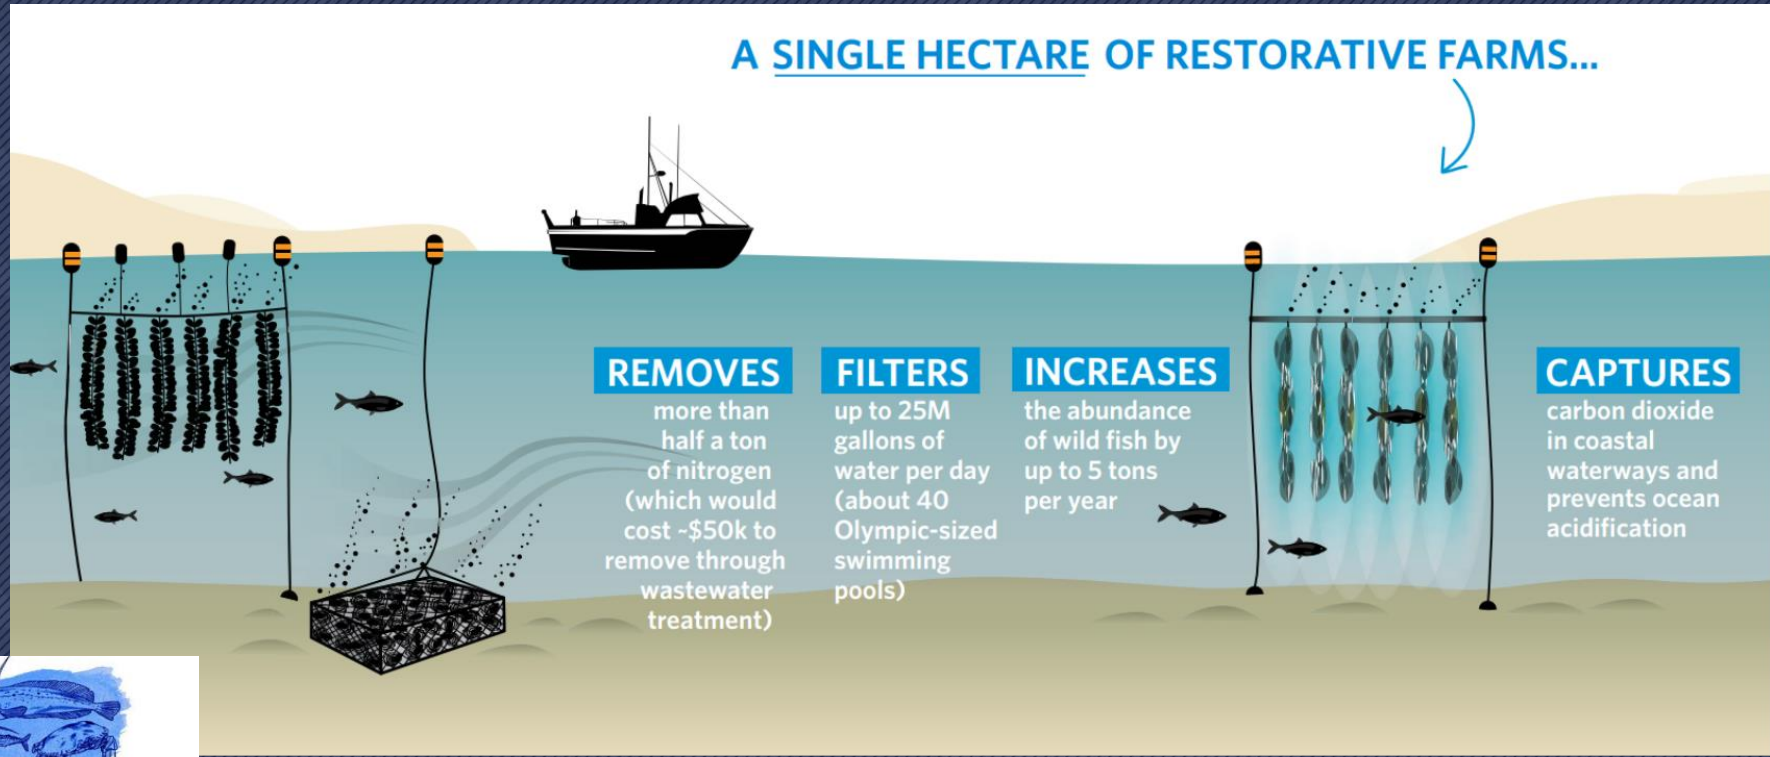 A SINGLE HECTARE OF RESTORATIVE FARMS...
REMOVES
more than
half a ton
of nitrogen
(which would
cost ~$50k to
remove through
wastewater
treatment)
FILTERS
up to 25M
gallons of
water per day
(about 40
Olympic-sized
swimming
pools)
INCREASES
the abundance
of wild fish by
up to 5 tons
per year
CAPTURES
carbon dioxide
in coastal
waterways and
prevents ocean
acidification